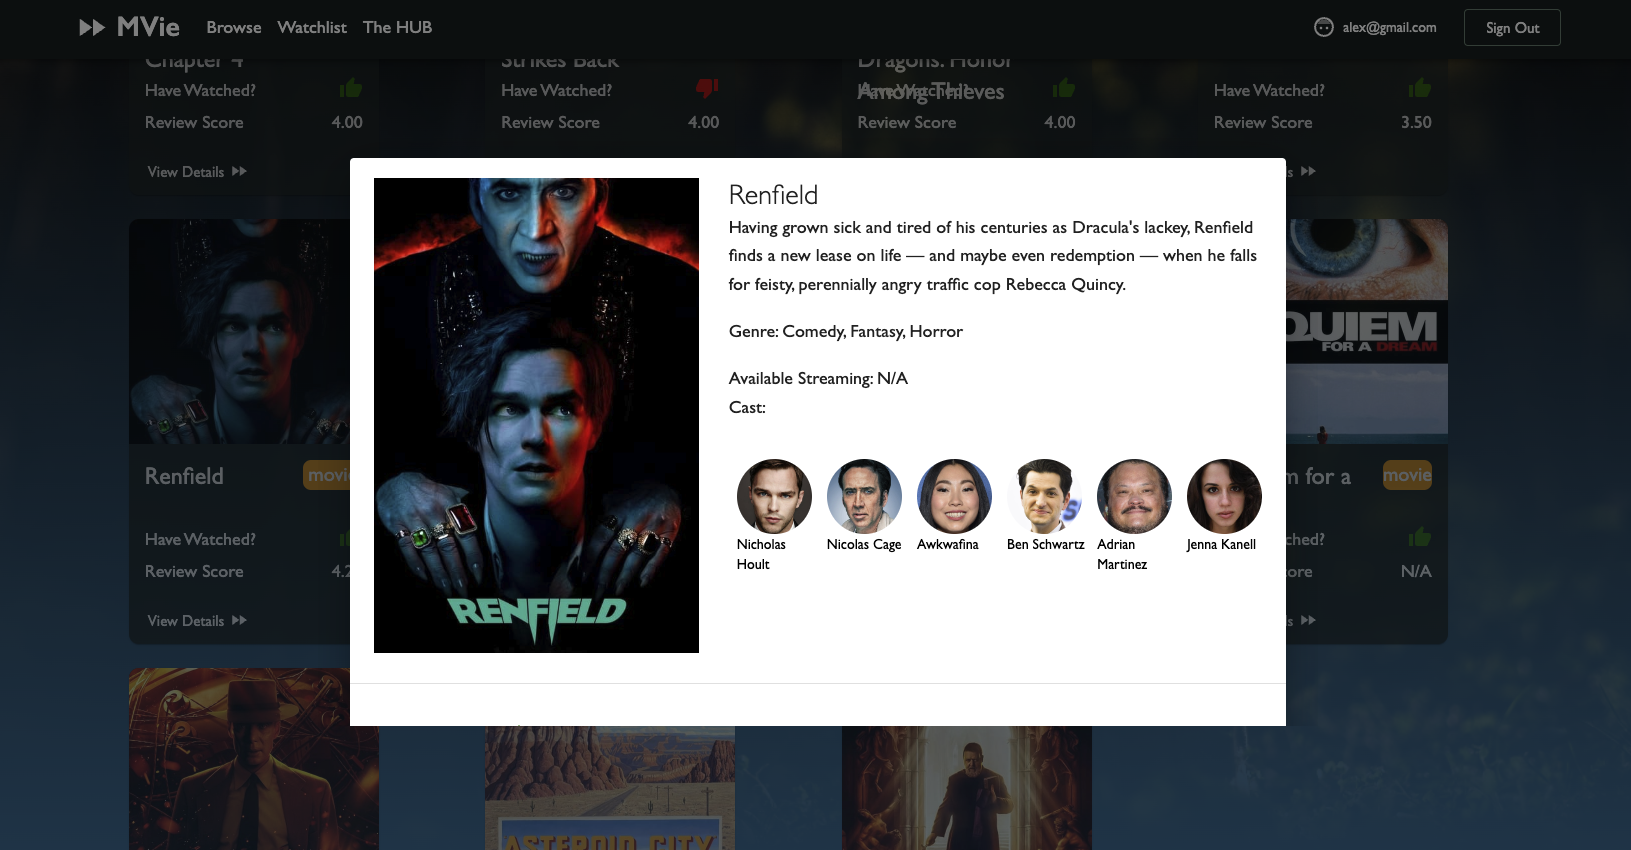 MVie
Browse
Watchlist
The HUB
alex@gmail.com
Sign Out
Chapter 4
Strikes Back
Dragons: Honor
Among Thieves
Have Watched?
Have Watched?
Have Watched?
Have Watched?
Review Score 4.00
Review Score 4.00
Review Score 4.00
Review Score 3.50
View Details
Renfield
Having grown sick and tired of his centuries as Dracula's lackey, Renfield
finds a new lease on life — and maybe even redemption — when he falls
for feisty, perennially angry traffic cop Rebecca Quincy.
Genre: Comedy, Fantasy, Horror
Available Streaming: N/A
Cast:
Nicholas
Hoult
Nicolas Cage
Awkwafina
Ben Schwartz
Adrian
Martinez
Jenna Kanell
RENFIELD
QUIEM
FOR A DREAM
Renfield
movie
m for a
movie
Have Watched?
ched?
Review Score 4.2
ore N/A
View Details
ls
ASTEROID CITY